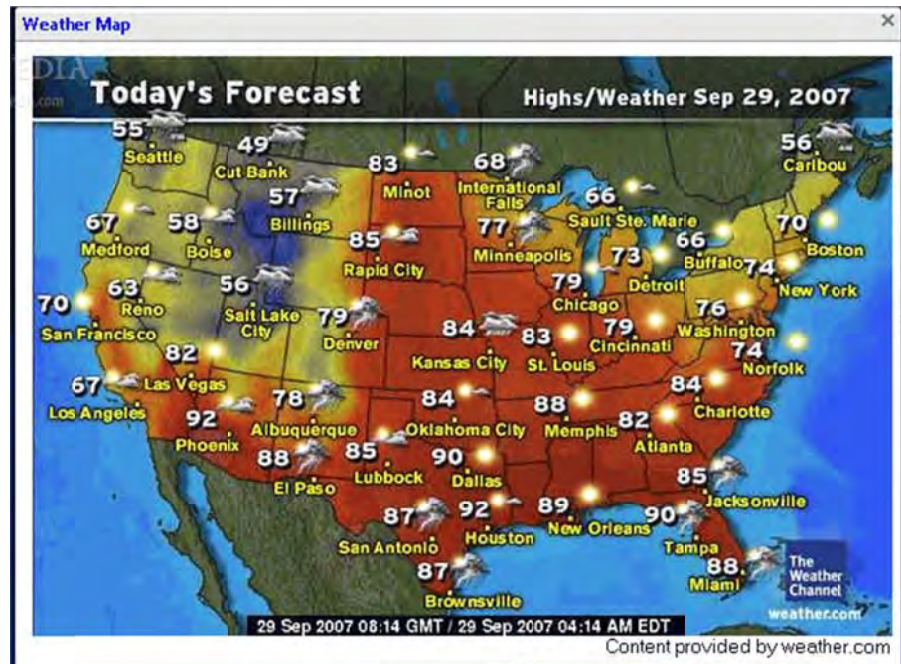 Weather Map
EDIA
.com
Today's Forecast
Highs/Weather Sep 29, 2007
55
Seattle
49
Cut Bank
83
Minot
68
International
Falls
56
Caribou
57
Billings
66
Sault Ste. Marie
67
Medford
58
Boise
85
Rapid City
77
Minneapolis
73
Detroit
66
Buffalo
70
Boston
74
New York
63
Reno
56
Salt Lake
City
79
Denver
79
Chicago
70
San Francisco
84
WINDY
Kansas City
83
St. Louis
79
Cincinnati
76
Washington
82
Las Vegas
74
Norfolk
67
Los Angeles
92
Phoenix
78
Albuquerque
84
Oklahoma City
88
Memphis
84
Charlotte
82
Atlanta
88
El Paso
85
Lubbock
90
Dallas
85
Jacksonville
87
San Antonio
92
Houston
89
New Orleans
90
Tampa
87
Brownsville
88
Miami
The
Weather
Channel
weather.com
29 Sep 2007 08:14 GMT / 29 Sep 2007 04:14 AM EDT
Content provided by weather.com